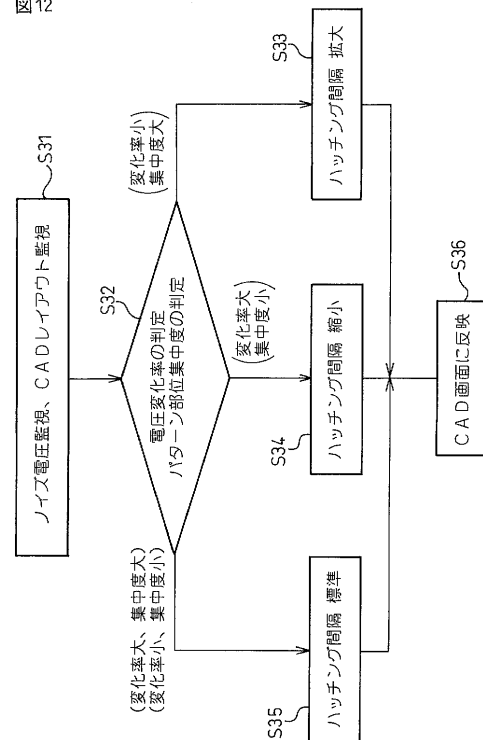 図12
ノイズ電圧監視、CADレイアウト監視
S31
電圧変化率の判定
パターン部位集中度の判定
S32
(変化率大、集中度大)
(変化率小、集中度小)
(変化率大
集中度小)
(変化率小
集中度大)
ハッチング間隔 標準
S35
ハッチング間隔 縮小
S34
ハッチング間隔 拡大
S33
CAD画面に反映
S36